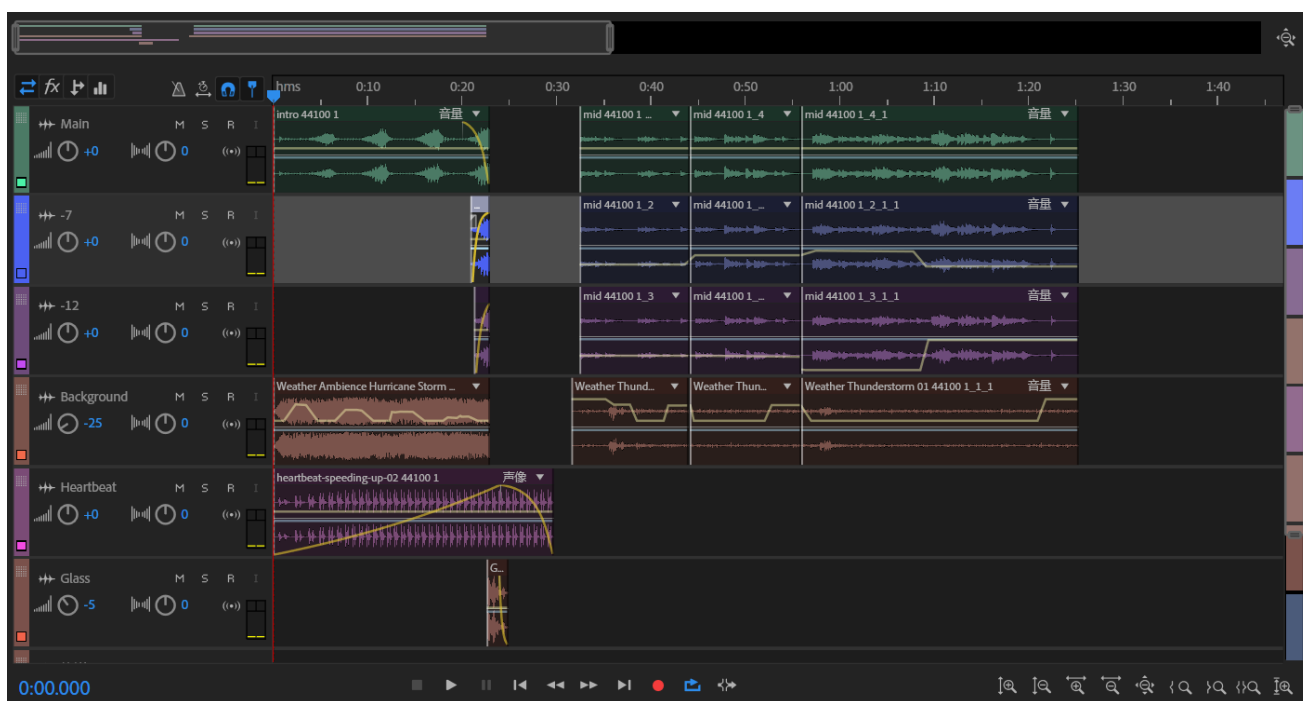 fx hms 0:10 0:20 0:30 0:40 0:50 1:00 1:10 1:20 1:30 1:40
Main M S R I
+0 0
intro 44100 1 音量
mid 44100 1 ... mid 44100 1_4 mid 44100 1_4_1 音量
-7 M S R I
+0 0
...
mid 44100 1_2 mid 44100 1_... mid 44100 1_2_1_1 音量
-12 M S R I
+0 0
mid 44100 1_3 mid 44100 1_... mid 44100 1_3_1_1 音量
Background M S R I
-25 0
Weather Ambience Hurricane Storm ... Weather Thund... Weather Thun... Weather Thunderstorm 01 44100 1_1_1 音量
Heartbeat M S R I
+0 0
heartbeat-speeding-up-02 44100 1 声像
Glass M S R I
-5 0
G...
0:00.000